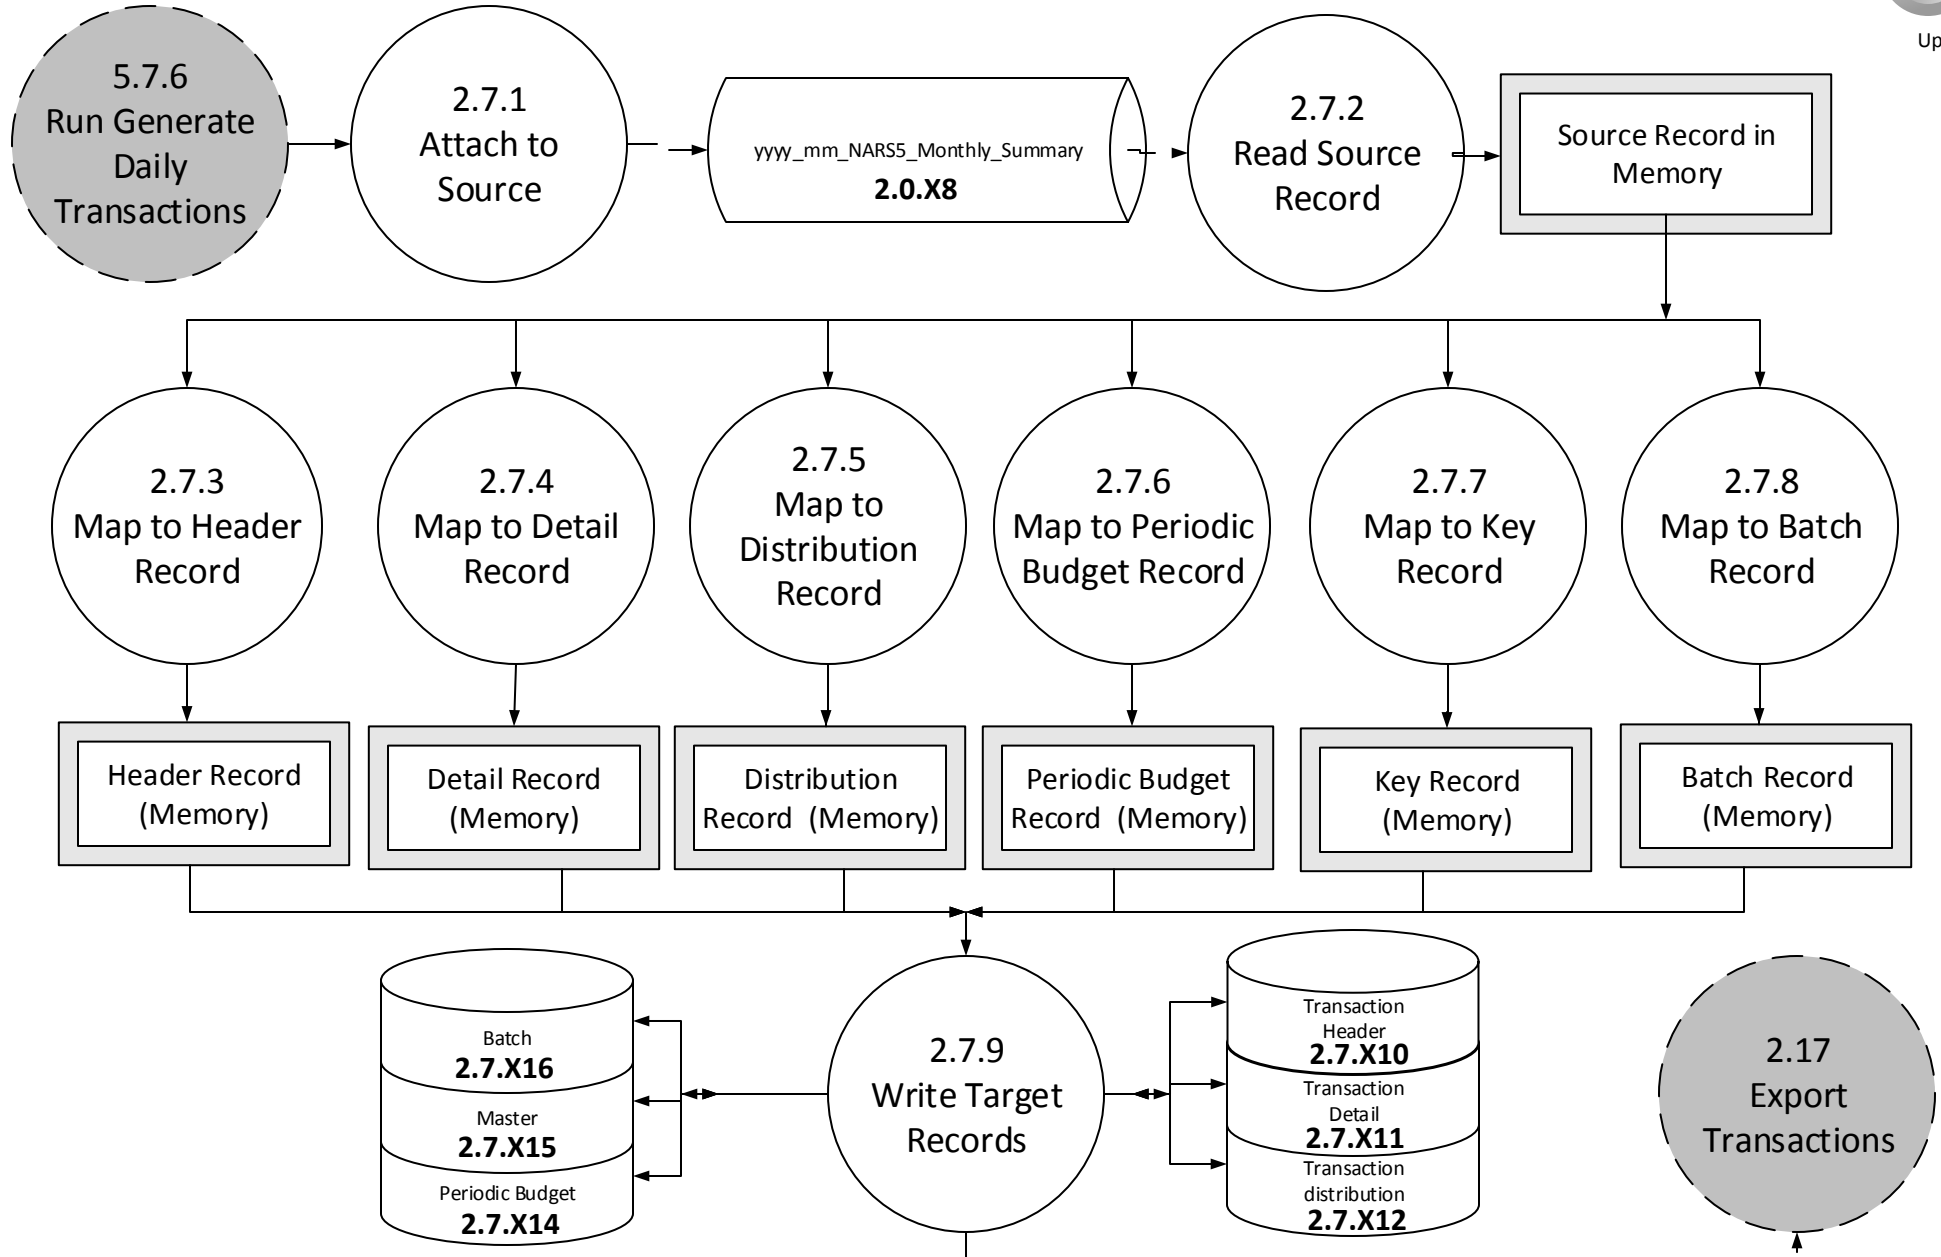 Up
5.7.6
Run Generate
Daily
Transactions
2.7.1
Attach to
Source
yyyy_mm_NARS5_Monthly_Summary
2.0.X8
2.7.2
Read Source
Record
Source Record in
Memory
2.7.3
Map to Header
Record
2.7.4
Map to Detail
Record
2.7.5
Map to
Distribution
Record
2.7.6
Map to Periodic
Budget Record
2.7.7
Map to Key
Record
2.7.8
Map to Batch
Record
Header Record
(Memory)
Detail Record
(Memory)
Distribution
Record (Memory)
Periodic Budget
Record (Memory)
Key Record
(Memory)
Batch Record
(Memory)
Batch
2.7.X16
Master
2.7.X15
Periodic Budget
2.7.X14
2.7.9
Write Target
Records
Transaction
Header
2.7.X10
Transaction
Detail
2.7.X11
Transaction
distribution
2.7.X12
2.17
Export
Transactions